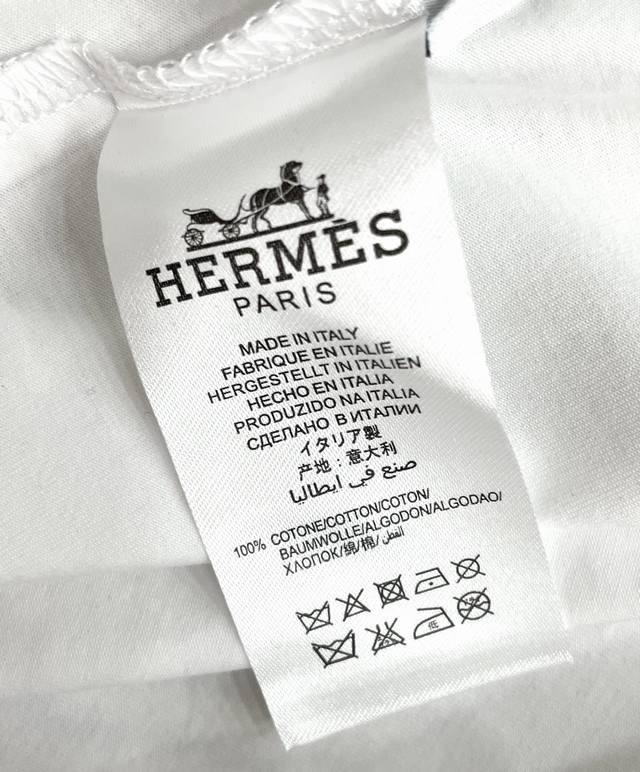 HERMÈS
PARIS
MADE IN ITALY
FABRIQUE EN ITALIE
HERGESTELLT IN ITALIEN
HECHO EN ITALIA
PRODUZIDO NA ITALIA
СДЕЛАНО В ИТАЛИИ
イタリア製
产地：意大利
صنع في ايطاليا
100% COTONE/COTTON/COTON/
BAUMWOLLE/ALGODON/ALGODAO/
ХЛОПОК/绵/棉/
低